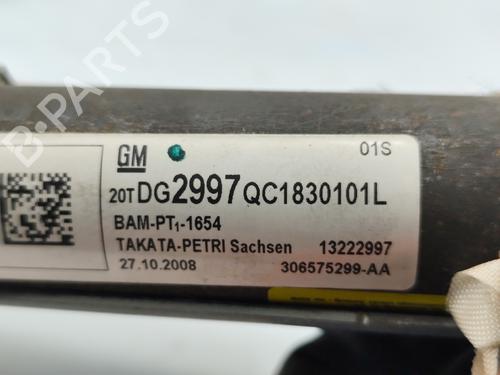 B-PARTS
GM
01S
20TDG2997QC1830101L
BAM-PT1-1654
TAKATA-PETRI Sachsen 13222997
27.10.2008 306575299-AA